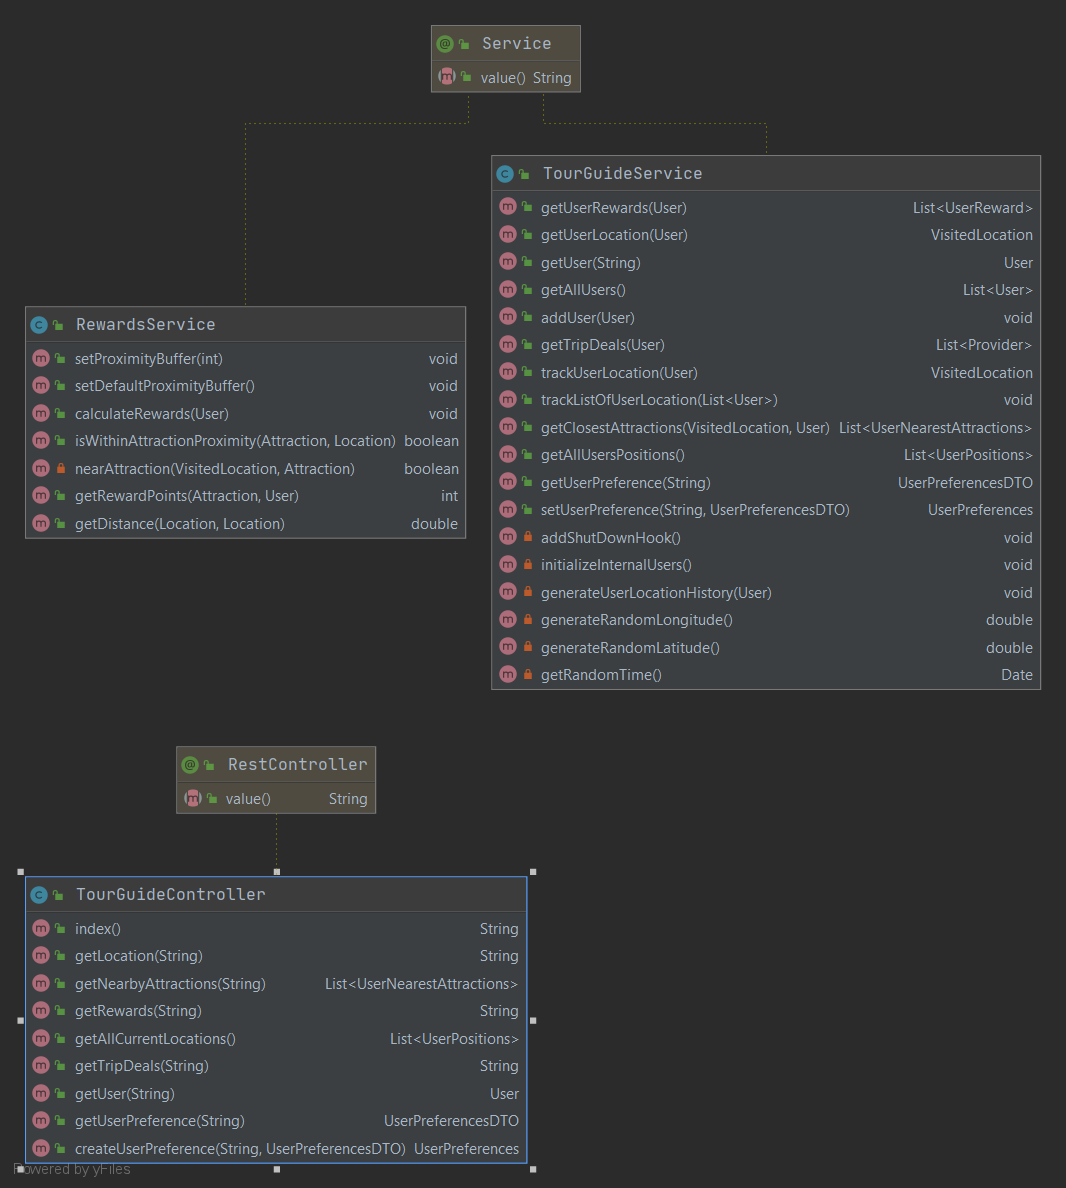 Service
value() String
TourGuideService
getUserRewards(User) List<UserReward>
getUserLocation(User) VisitedLocation
getUser(String) User
getAllUsers() List<User>
addUser(User) void
getTripDeals(User) List<Provider>
trackUserLocation(User) VisitedLocation
trackListOfUserLocation(List<User>) void
getClosestAttractions(VisitedLocation, User) List<UserNearestAttractions>
getAllUsersPositions() List<UserPositions>
getUserPreference(String) UserPreferencesDTO
setUserPreference(String, UserPreferencesDTO) UserPreferences
addShutDownHook() void
initializeInternalUsers() void
generateUserLocationHistory(User) void
generateRandomLongitude() double
generateRandomLatitude() double
getRandomTime() Date
RewardsService
setProximityBuffer(int) void
setDefaultProximityBuffer() void
calculateRewards(User) void
isWithinAttractionProximity(Attraction, Location) boolean
nearAttraction(VisitedLocation, Attraction) boolean
getRewardPoints(Attraction, User) int
getDistance(Location, Location) double
RestController
value() String
TourGuideController
index() String
getLocation(String) String
getNearbyAttractions(String) List<UserNearestAttractions>
getRewards(String) String
getAllCurrentLocations() List<UserPositions>
getTripDeals(String) String
getUser(String) User
getUserPreference(String) UserPreferencesDTO
createUserPreference(String, UserPreferencesDTO) UserPreferences
Powered by yFiles